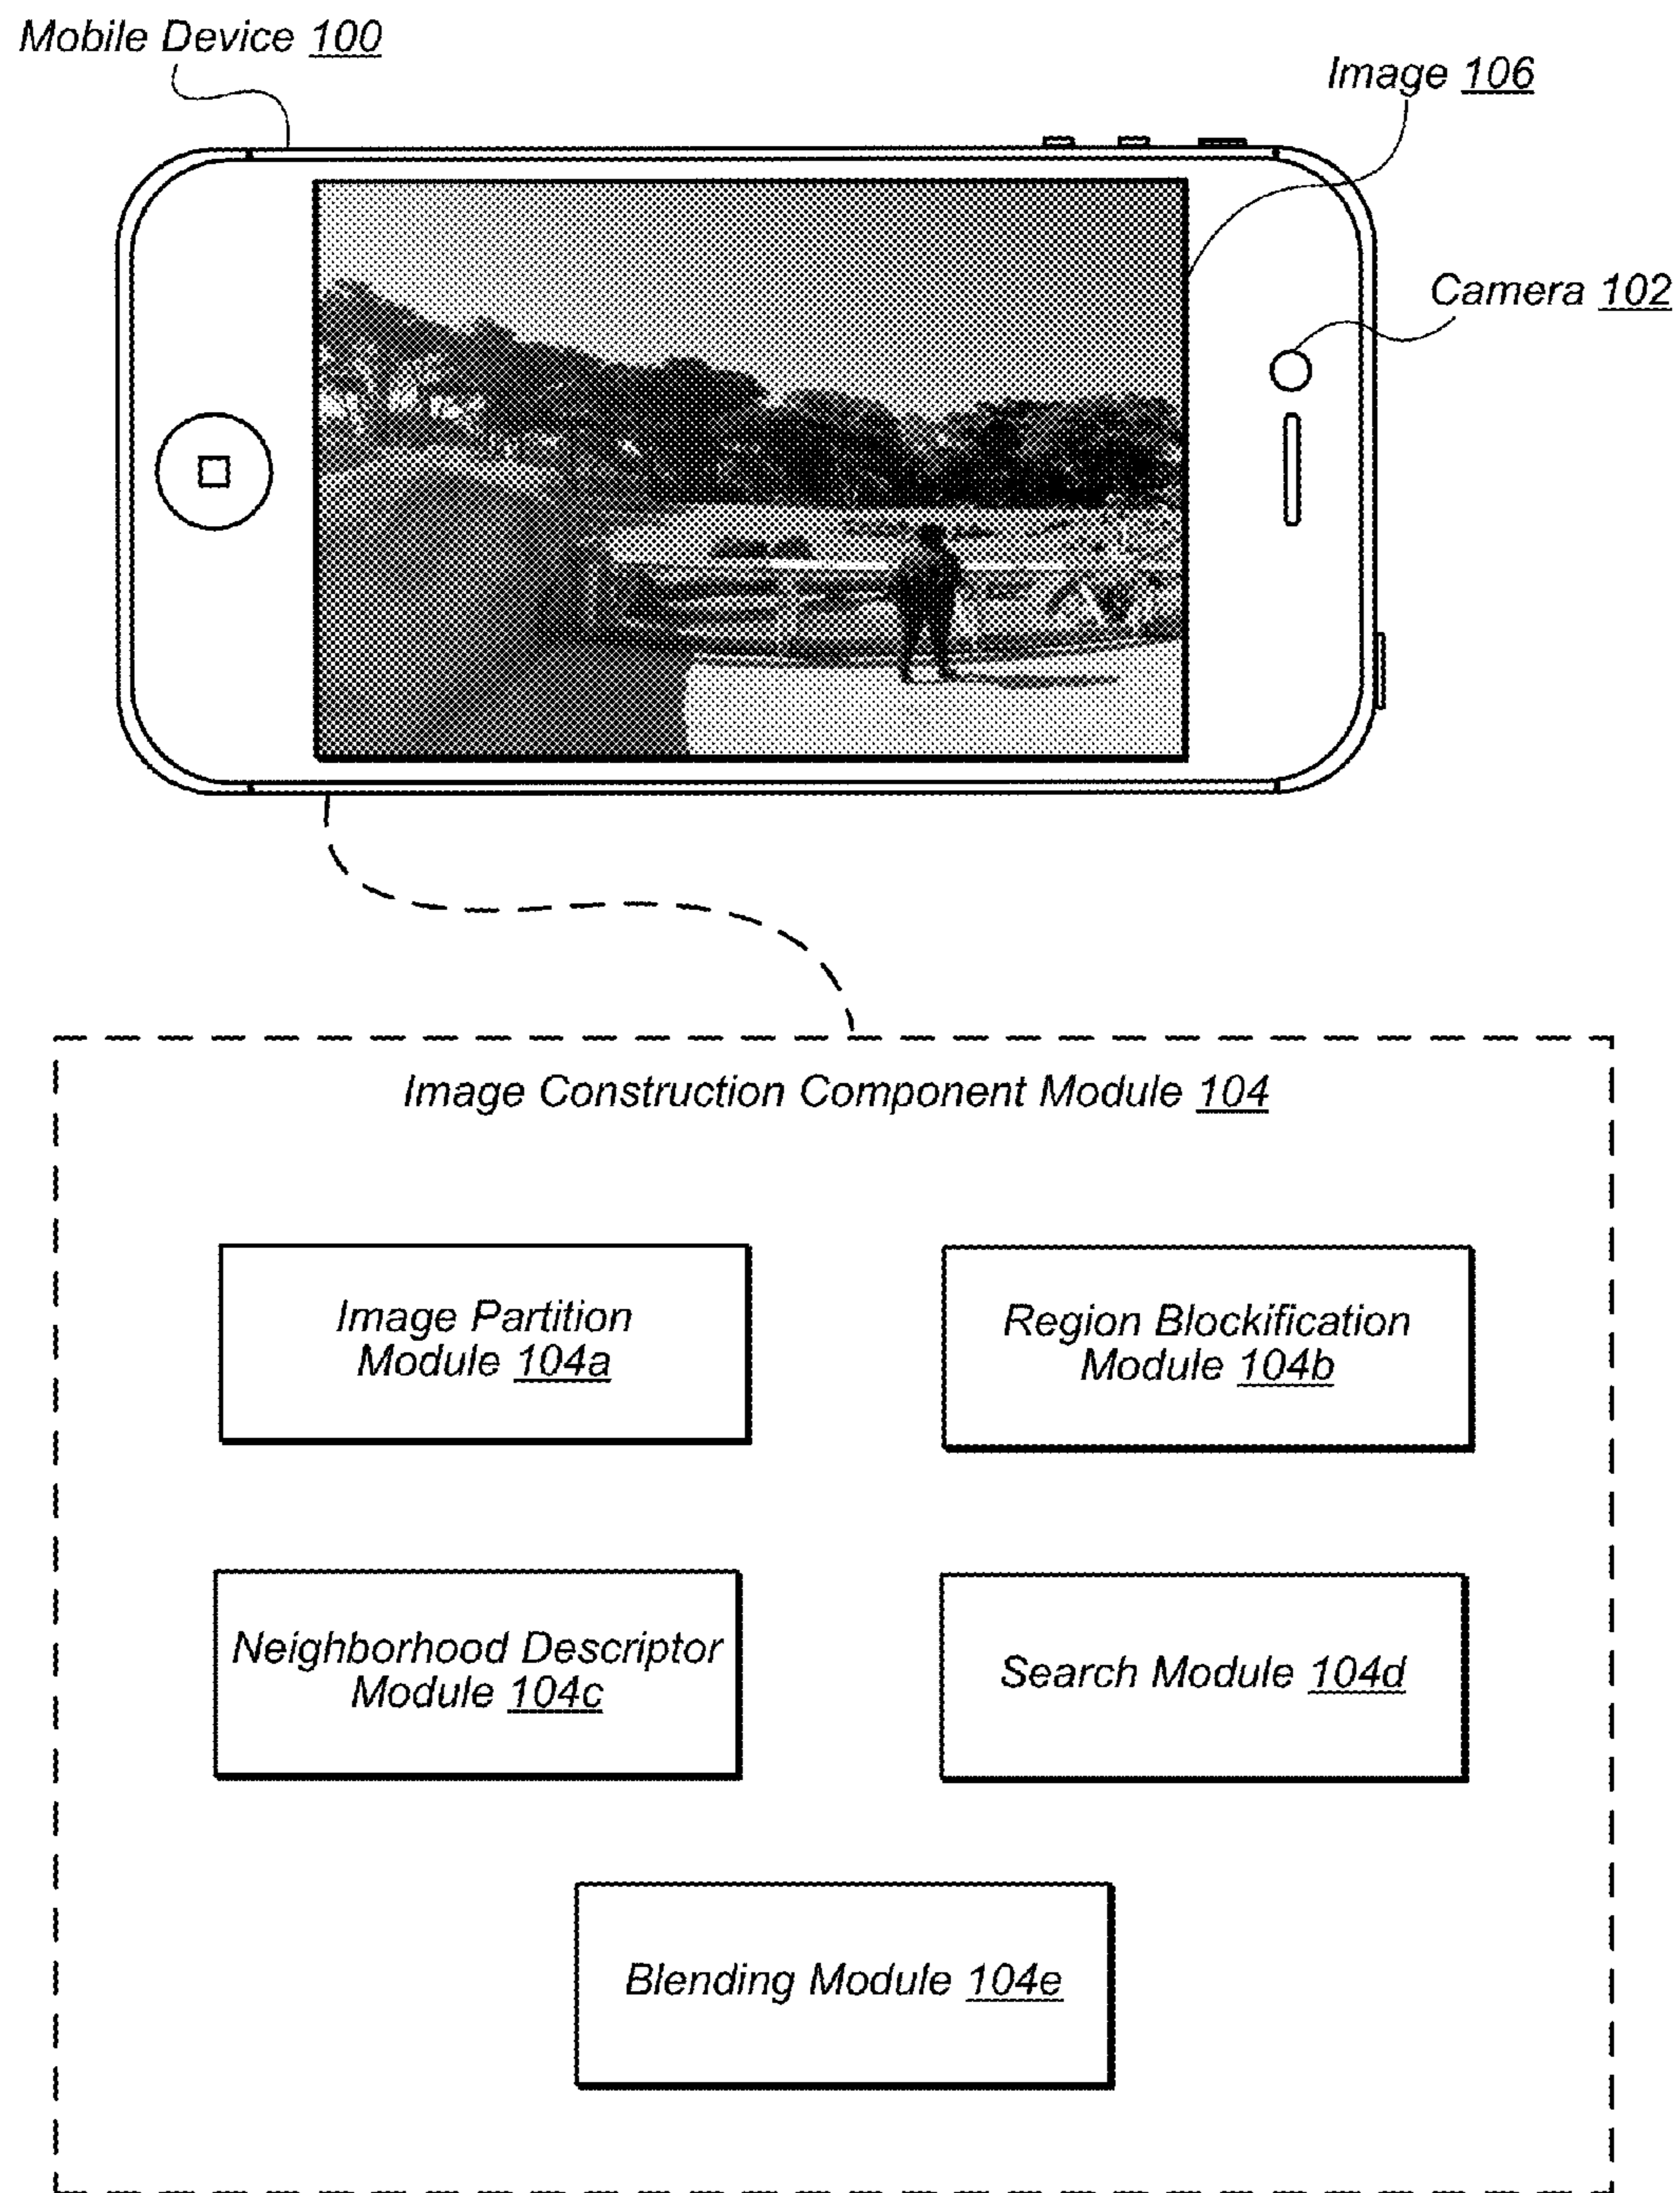 Mobile Device 100
Image 106
Camera 102
Image Construction Component Module 104
Image Partition
Module 104a
Region Blockification
Module 104b
Neighborhood Descriptor
Module 104c
Search Module 104d
Blending Module 104e